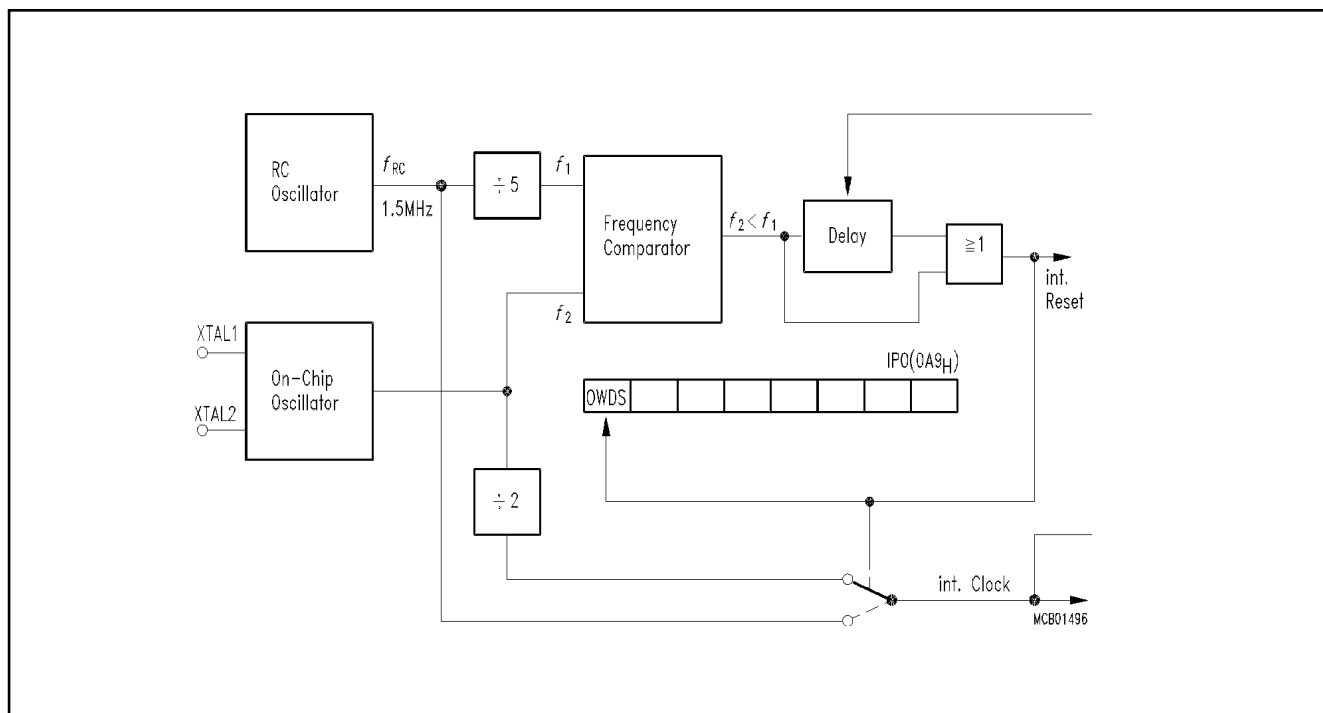 RC
Oscillator
fRC
1.5MHz
÷5
f1
Frequency
Comparator
f2<f1
Delay
≧1
int.
Reset
f2
XTAL1
On-Chip
Oscillator
XTAL2
IP0(0A9H)
OWDS
÷2
int. Clock
MCB01496